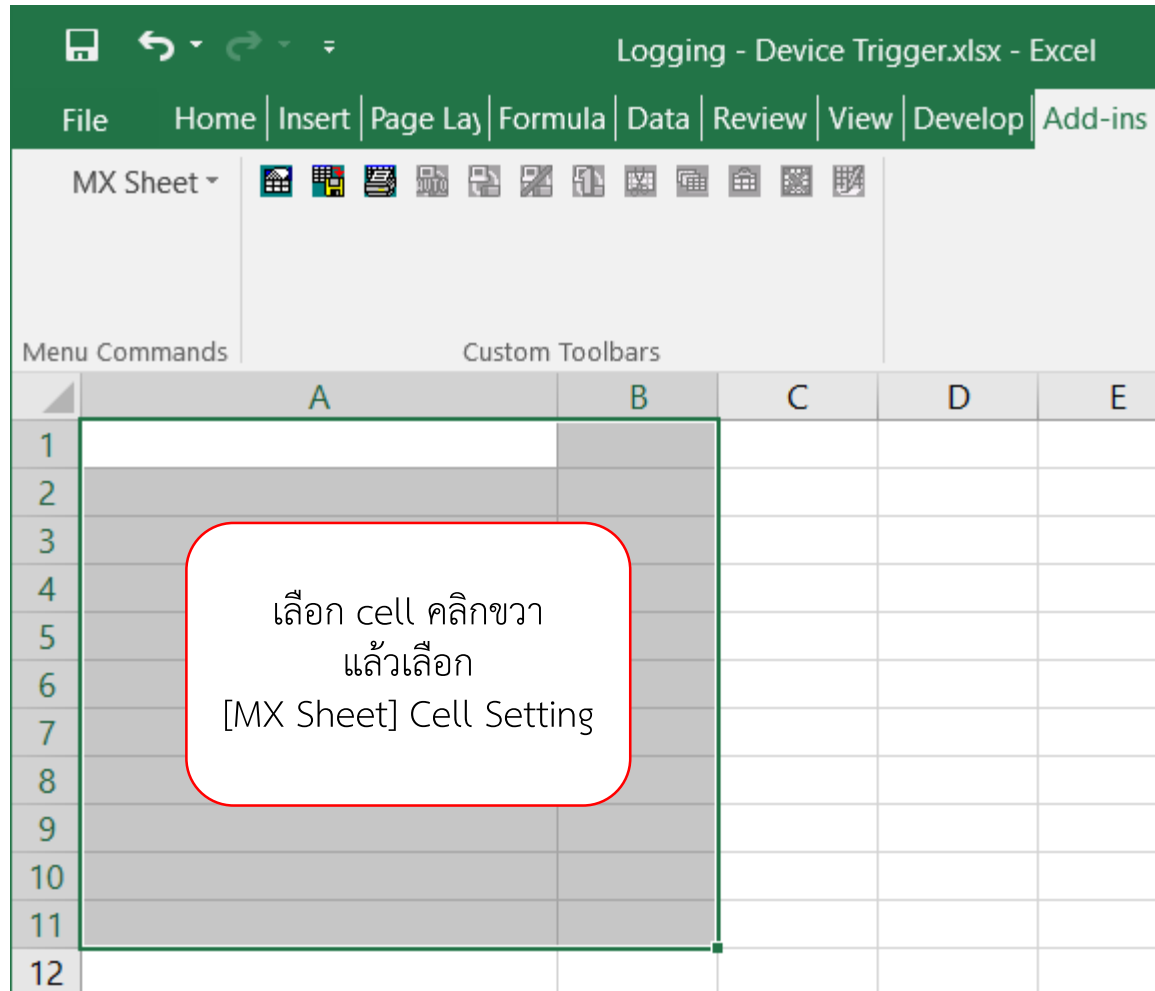 Logging - Device Trigger.xlsx - Excel
File Home Insert Page Lay Formula Data Review View Develop Add-ins
MX Sheet
Menu Commands Custom Toolbars
A B C D E
1
2
3
4
5
6
7
8
9
10
11
12
เลือก cell คลิกขวา
แล้วเลือก
[MX Sheet] Cell Setting